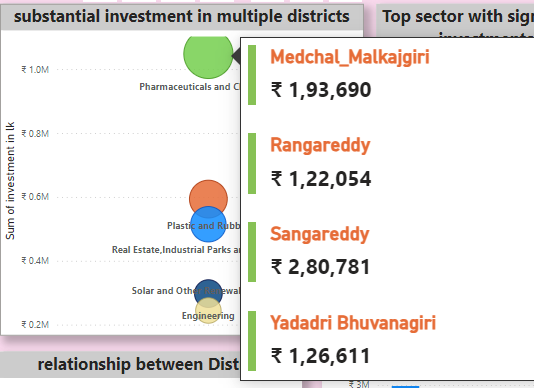 substantial investment in multiple districts
Top sector with sig
Sum of investment in lk
₹ 1.0M
₹ 0.8M
₹ 0.6M
₹ 0.4M
₹ 0.2M
Pharmaceuticals and C
Plastic and Rubb
Real Estate,Industrial Parks a
Solar and Other Renewal
Engineering
Medchal_Malkajgiri
₹ 1,93,690
Rangareddy
₹ 1,22,054
Sangareddy
₹ 2,80,781
Yadadri Bhuvanagiri
₹ 1,26,611
relationship between Dist
₹ 3M